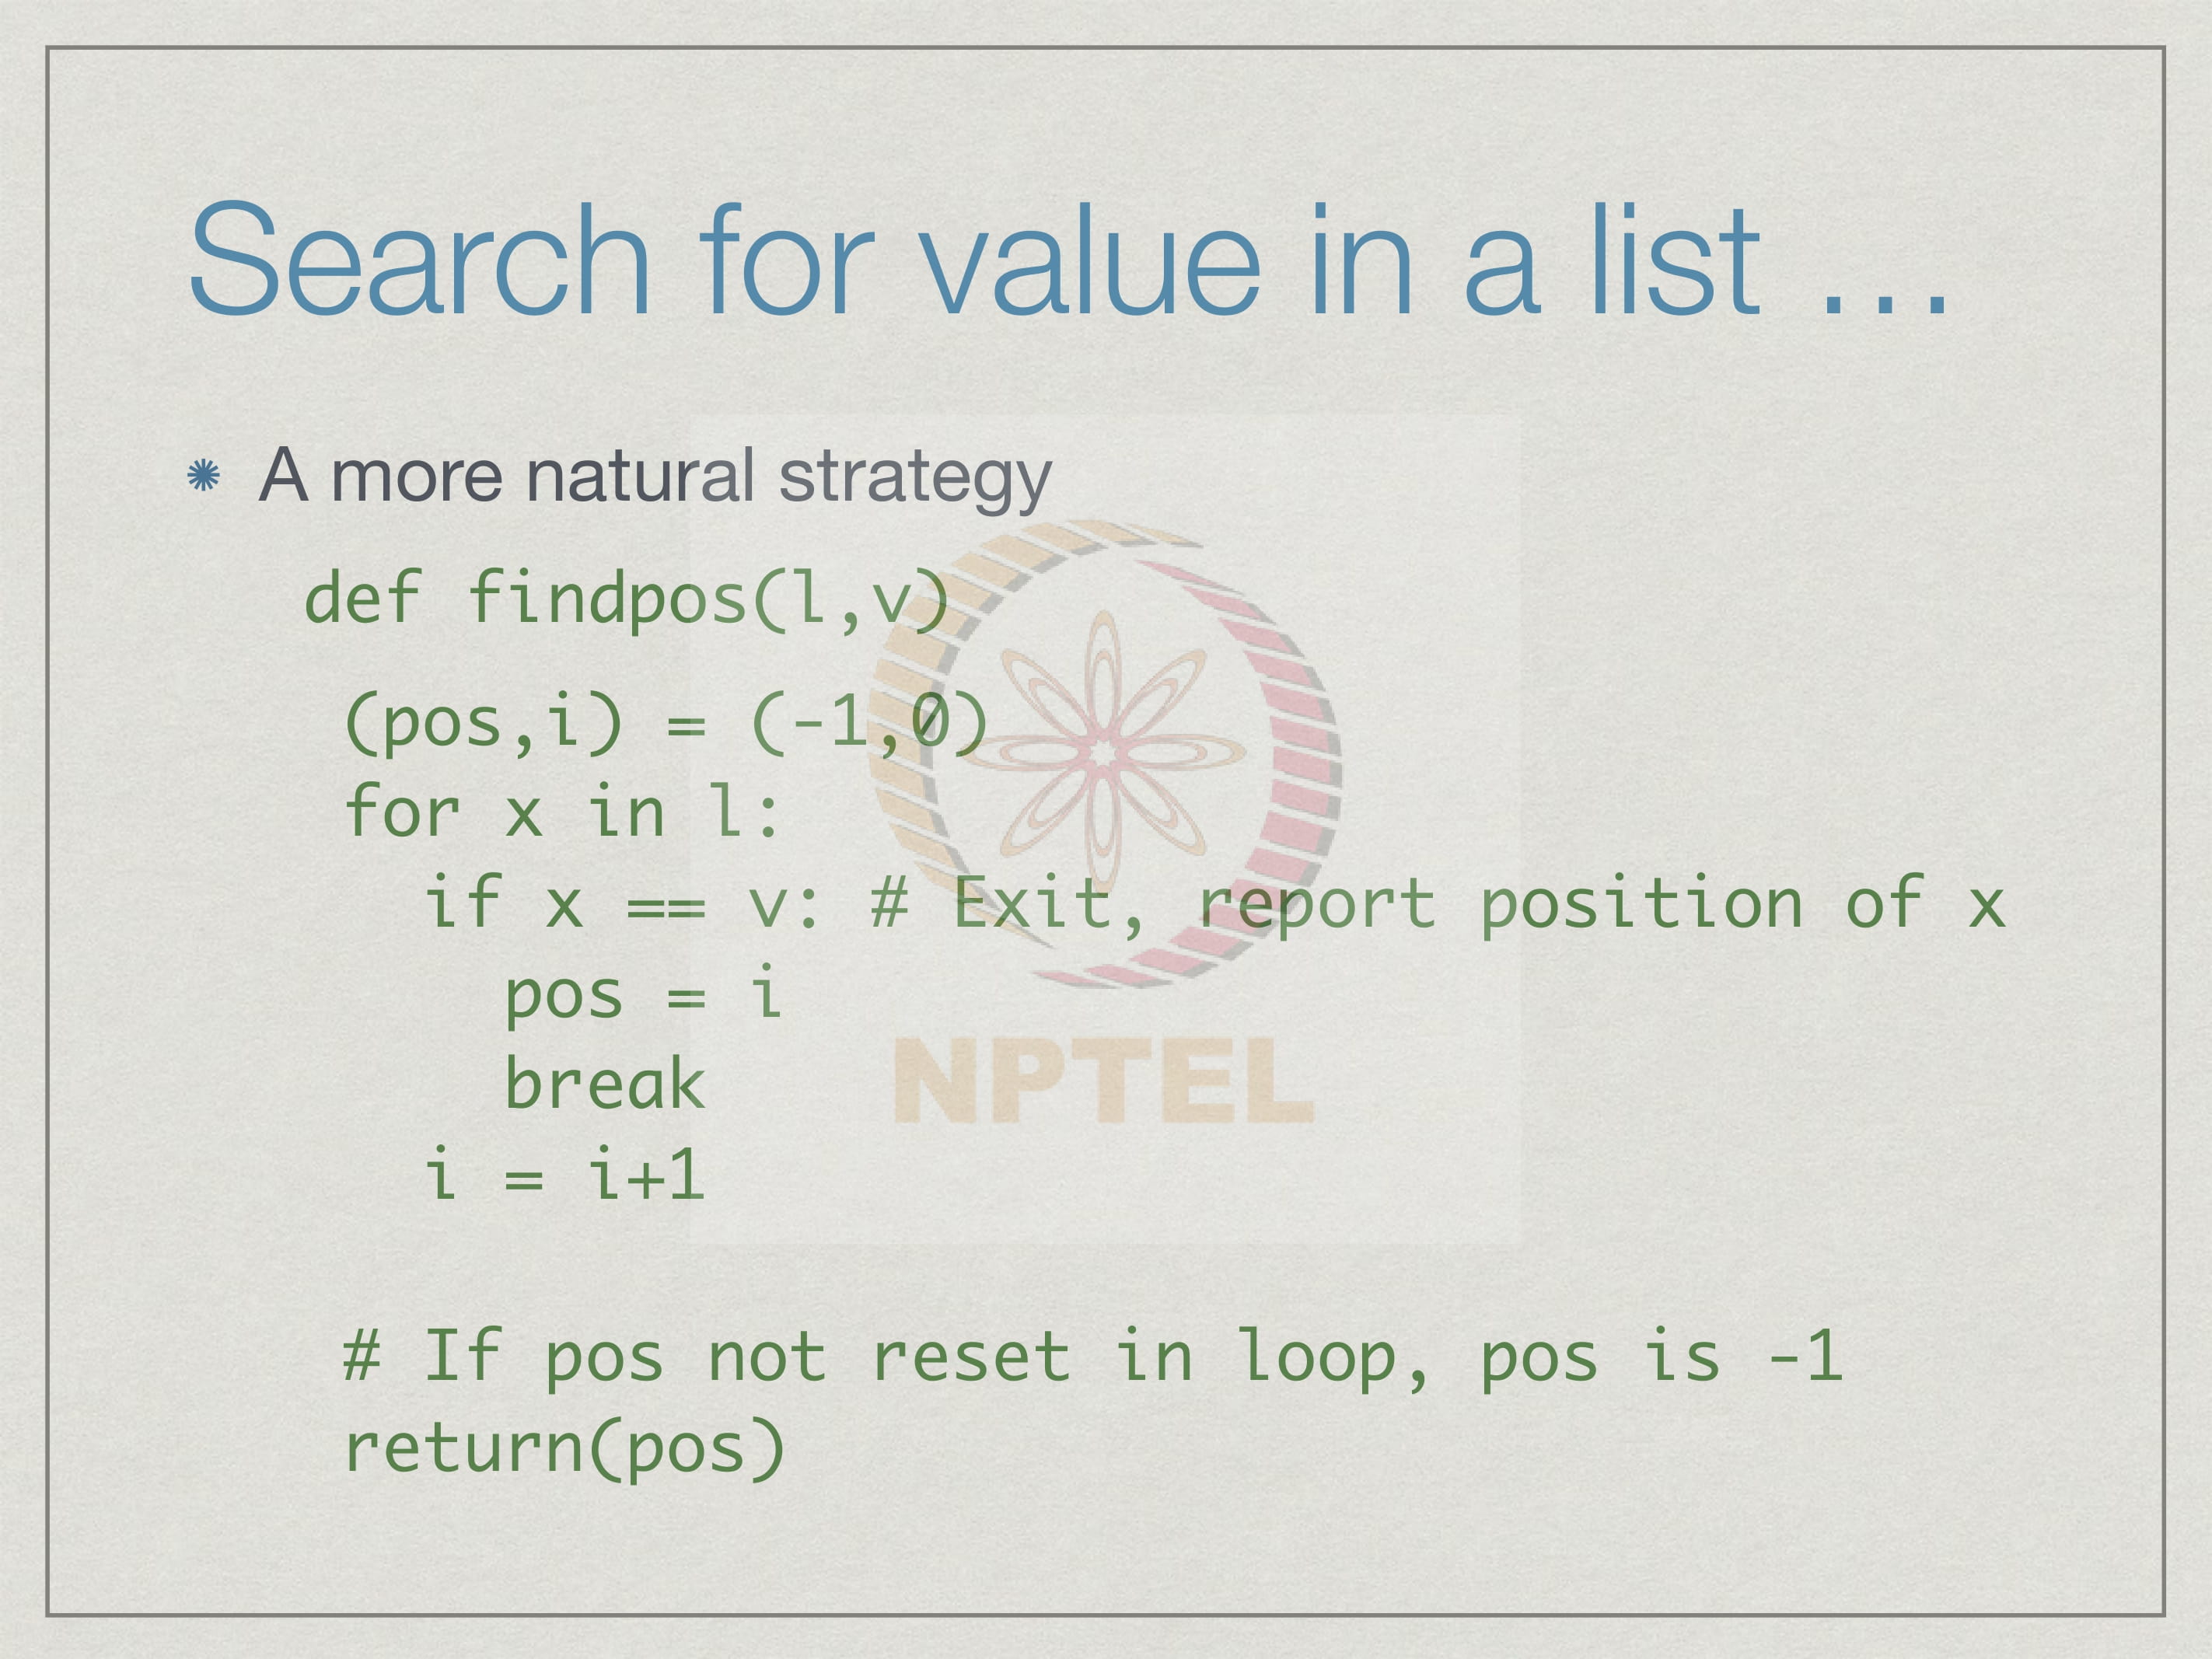 Search for value in a list …
A more natural strategy
def findpos(l,v)
(pos,i) = (-1,0)
for x in l:
if x == v: # Exit, report position of x
pos = i
break
i = i+1
# If pos not reset in loop, pos is -1
return(pos)
NPTEL